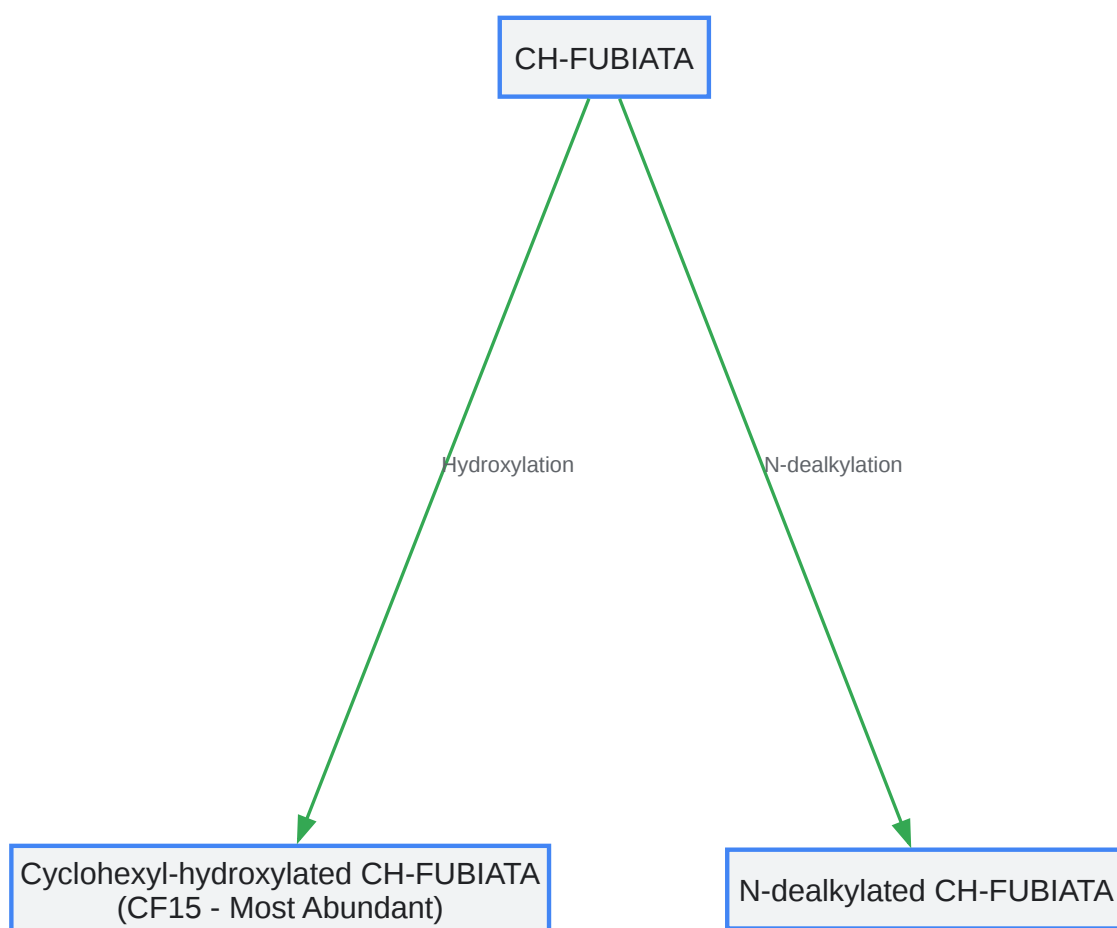 CH-FUBIATA
Hydroxylation
N-dealkylation
Cyclohexyl-hydroxylated CH-FUBIATA
(CF15 - Most Abundant)
N-dealkylated CH-FUBIATA